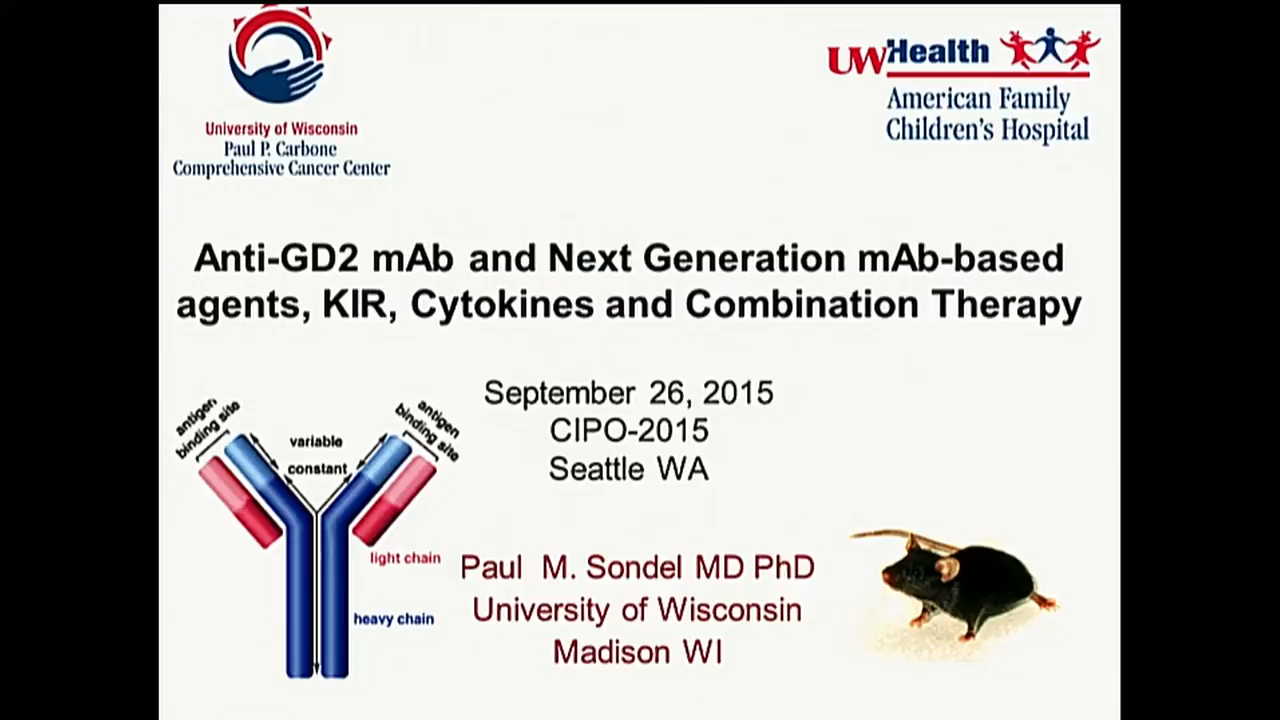 University of Wisconsin
Paul P. Carbone
Comprehensive Cancer Center
UWHealth
American Family
Children's Hospital
Anti-GD2 mAb and Next Generation mAb-based
agents, KIR, Cytokines and Combination Therapy
September 26, 2015
CIPO-2015
Seattle WA
antigen
binding site
variable
constant
antigen
binding site
light chain
heavy chain
Paul M. Sondel MD PhD
University of Wisconsin
Madison WI